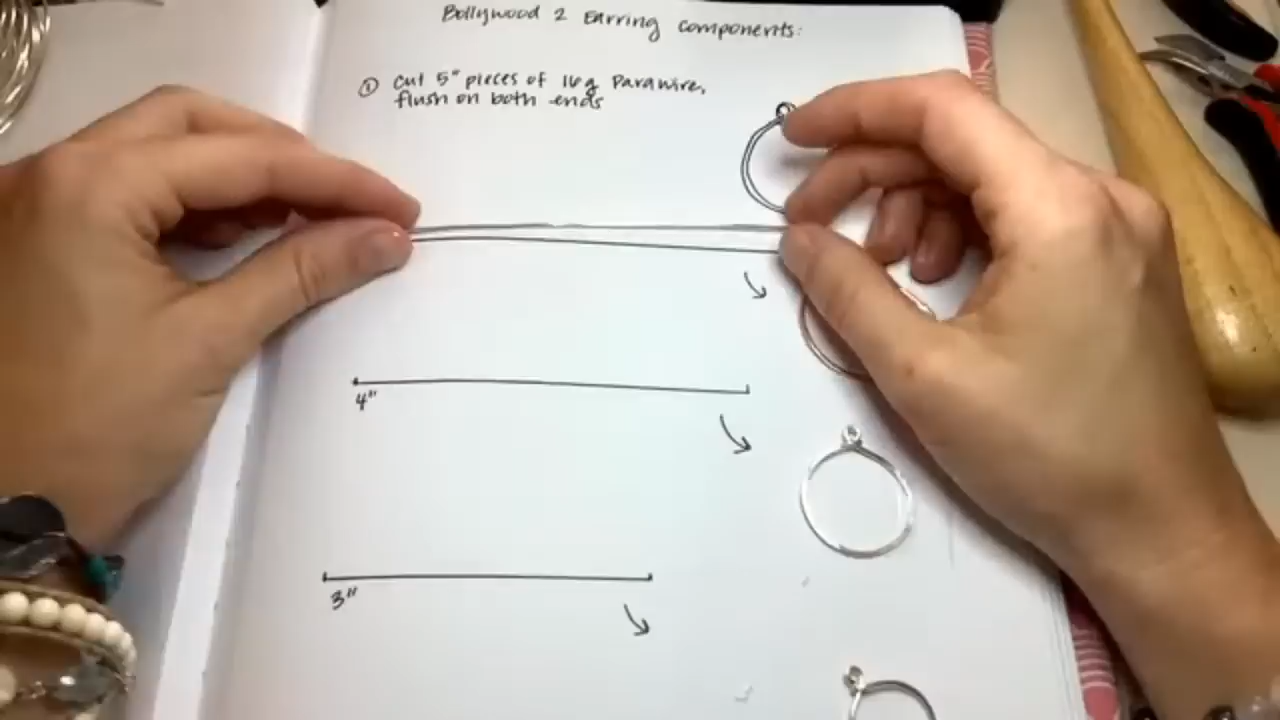 Bollywood 2 Earring components:
① Cut 5" pieces of 16g Parawire,
flush on both ends
4"
3"